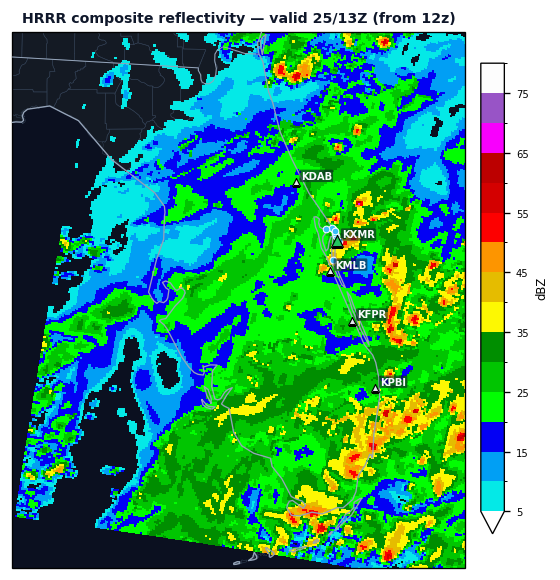 HRRR composite reflectivity — valid 25/13Z (from 12z)
KDAB
KXMR
KMLB
KFPR
KPBI
75
65
55
45
35
25
15
5
dBZ